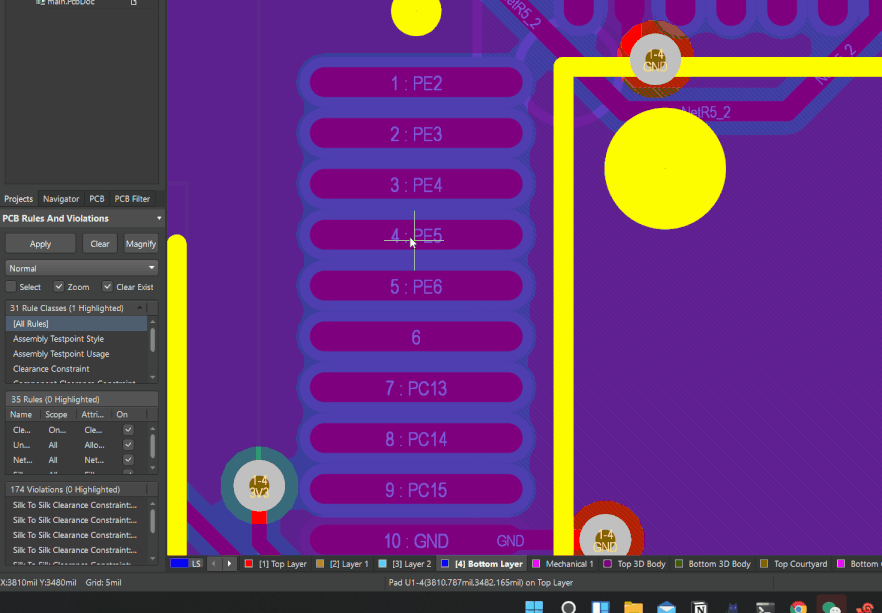 main.PcbDoc
NetR5_2
1-4
GND
1 : PE2
2 : PE3
NetR5_2
3 : PE4
Projects Navigator PCB PCB Filter
PCB Rules And Violations
Apply Clear Magnify
4 : PE5
Normal
Select Zoom Clear Exist
5 : PE6
31 Rule Classes (1 Highlighted)
[All Rules]
Assembly Testpoint Style
6
Assembly Testpoint Usage
Clearance Constraint
Component Clearance Constraint
7 : PC13
35 Rules (0 Highlighted)
Name Scope Attri... On
Cle... On... Cle...
8 : PC14
Un... All Allo...
Net... All Net...
174 Violations (0 Highlighted)
1-4
3V3
9 : PC15
Silk To Silk Clearance Constraint:...
Silk To Silk Clearance Constraint:...
Silk To Silk Clearance Constraint:...
Silk To Silk Clearance Constraint:...
10 : GND GND
1-4
GND
LS [1] Top Layer [2] Layer 1 [3] Layer 2 [4] Bottom Layer Mechanical 1 Top 3D Body Bottom 3D Body Top Courtyard Bottom
X:3810mil Y:3480mil Grid: 5mil
Pad U1-4(3810.787mil,3482.165mil) on Top Layer